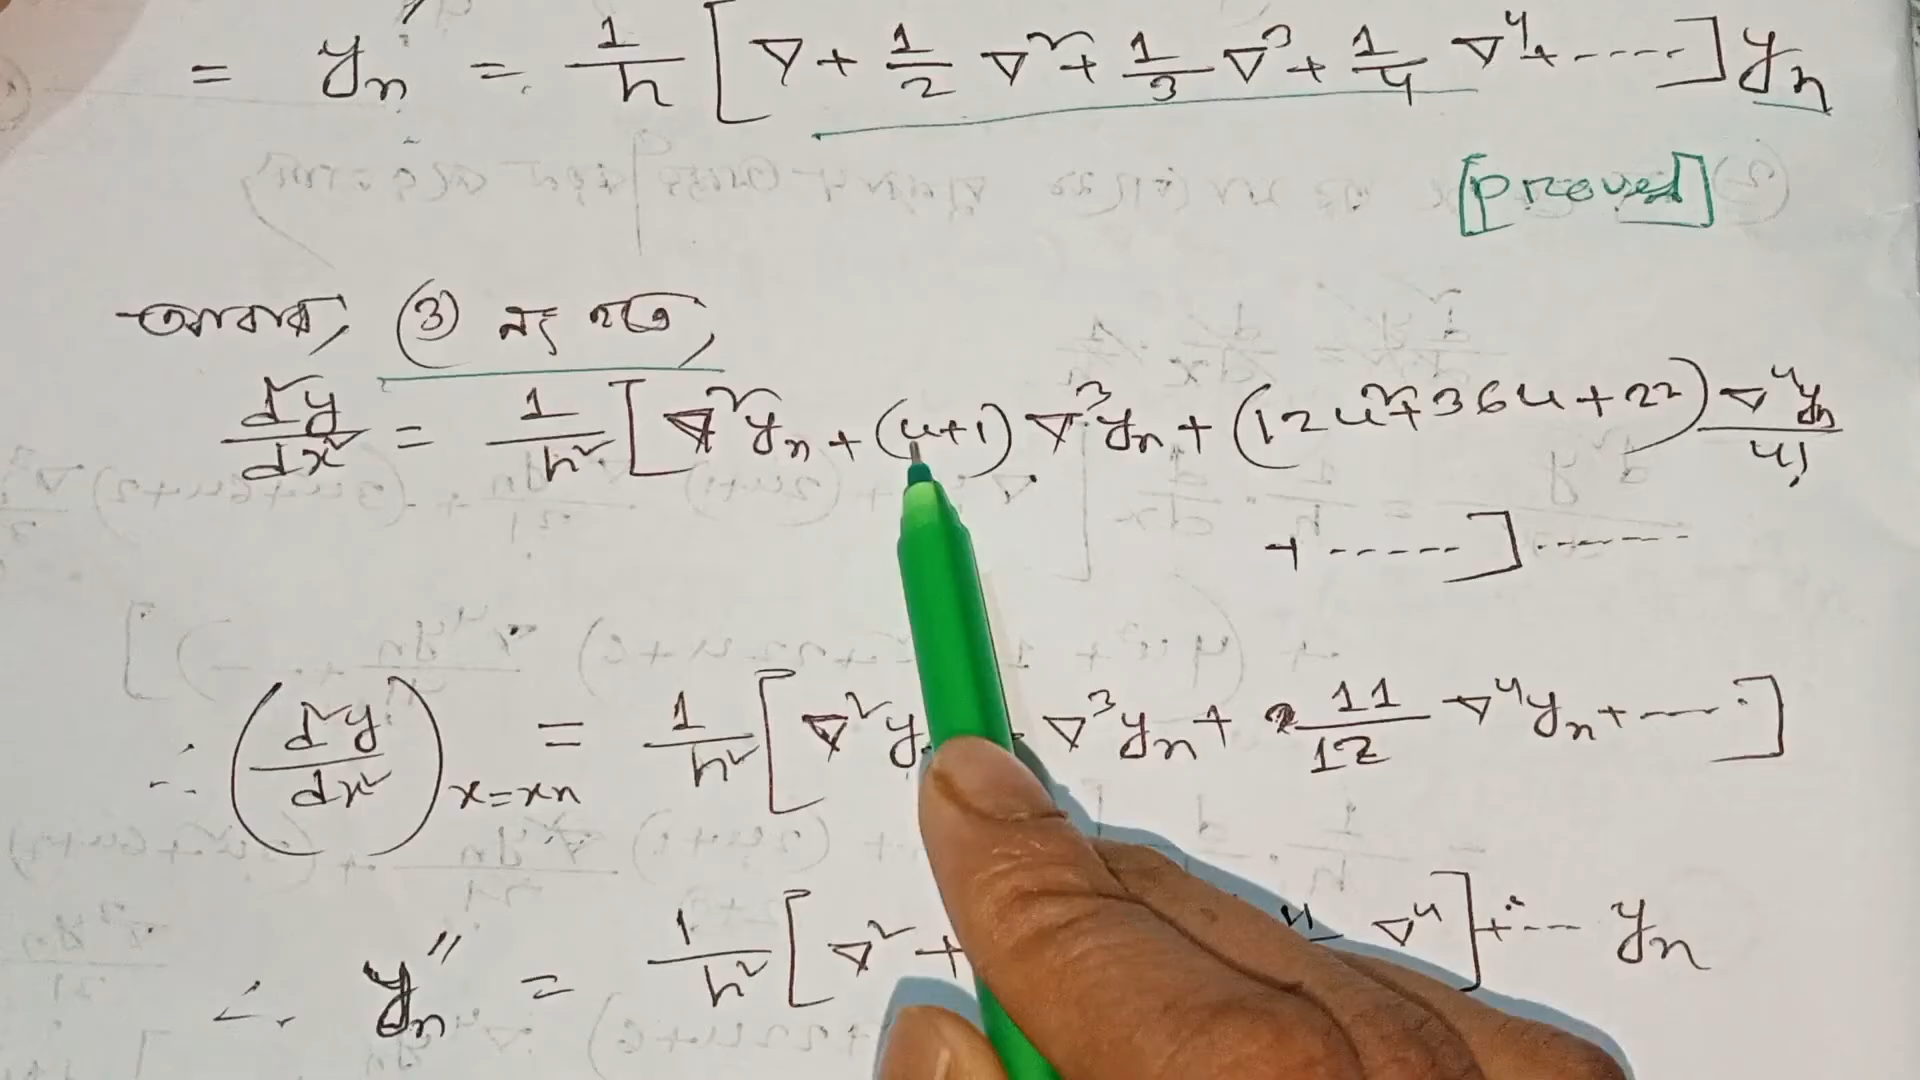 = yₙ' = 1/h [∇ + 1/2 ∇² + 1/3 ∇³ + 1/4 ∇⁴ + ----] yₙ
[proved]
আবার, (3) নং হতে,
d²y/dx² = 1/h² [∇²yₙ + (u+1) ∇³yₙ + (12u² + 36u + 22) ∇⁴yₙ/4!
+ -----] ------
∴ (d²y/dx²) x=xn = 1/h² [∇²y ∇³yₙ + 11/12 ∇⁴yₙ + ---]
∴ yₙ'' = 1/h² [∇² + ∇⁴] + --- yₙ